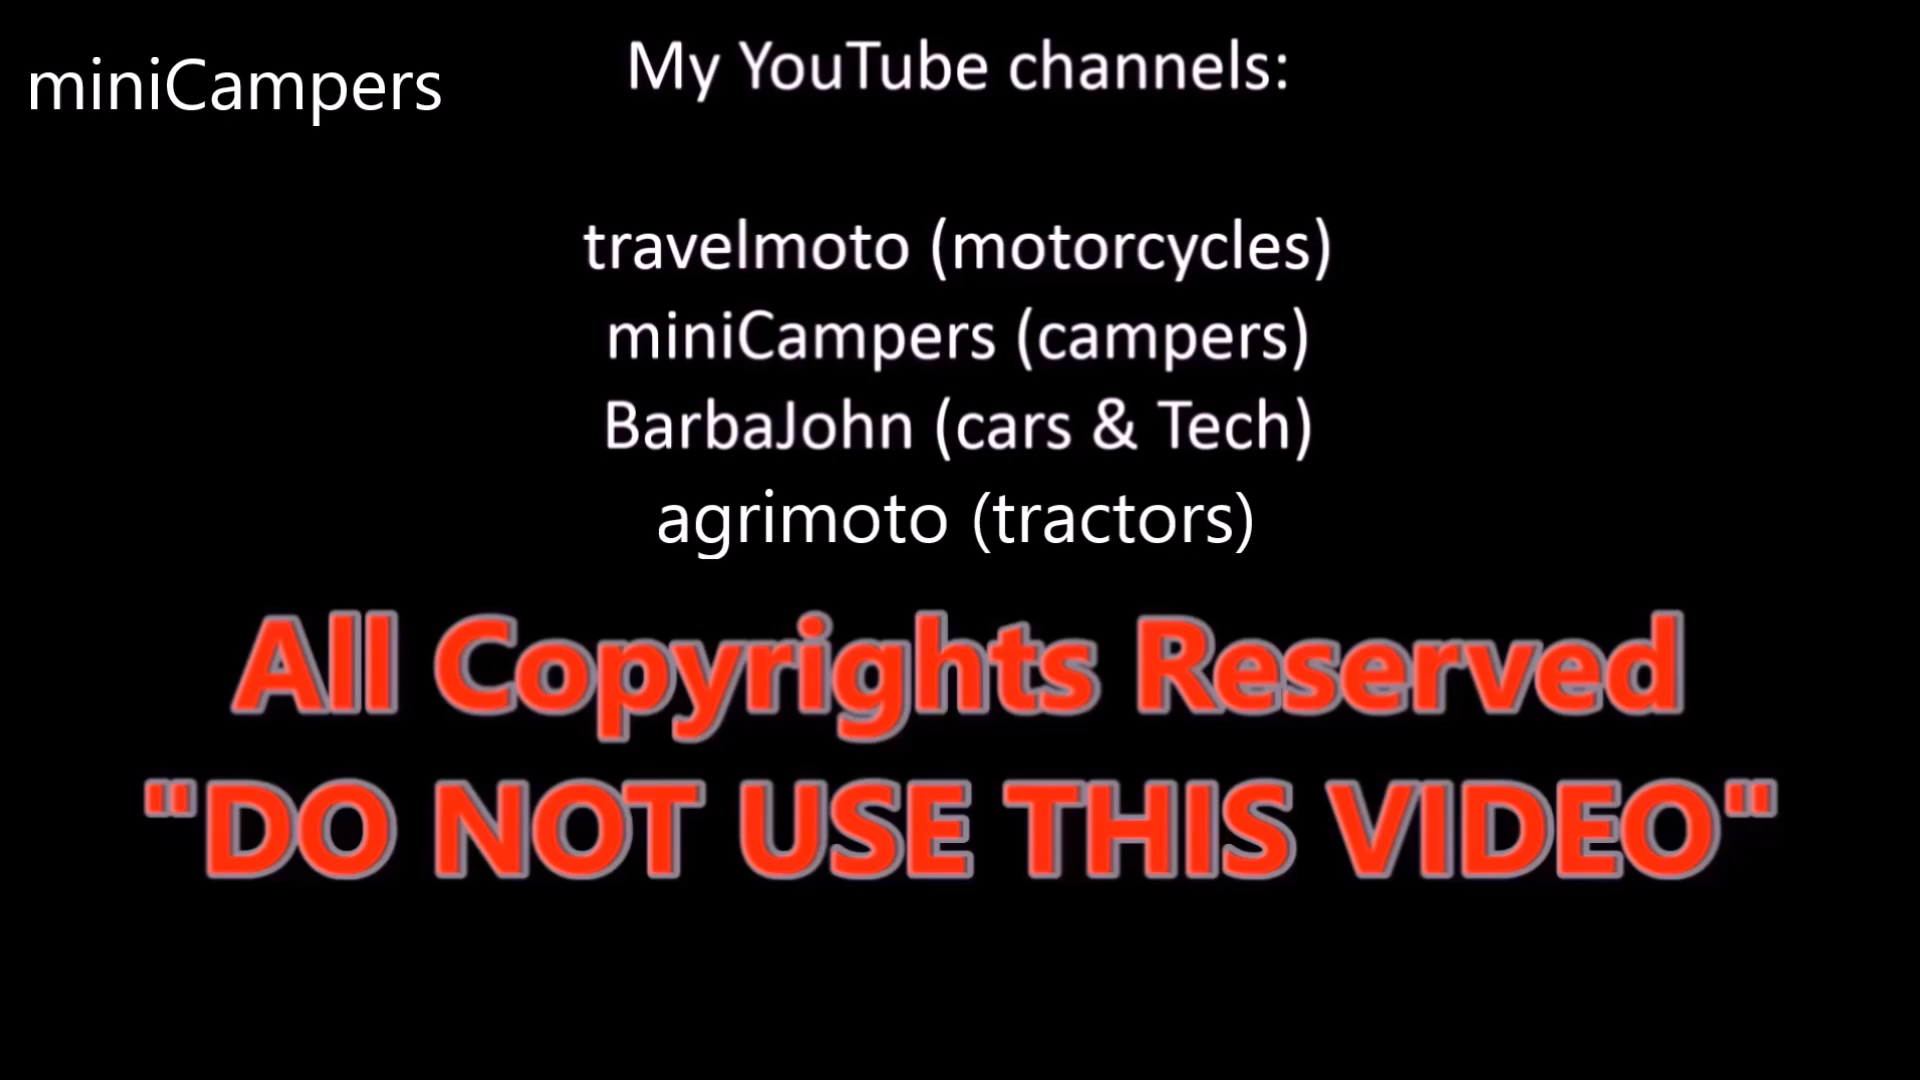 miniCampers
My YouTube channels:
travelmoto (motorcycles)
miniCampers (campers)
BarbaJohn (cars & Tech)
agrimoto (tractors)
All Copyrights Reserved
"DO NOT USE THIS VIDEO"